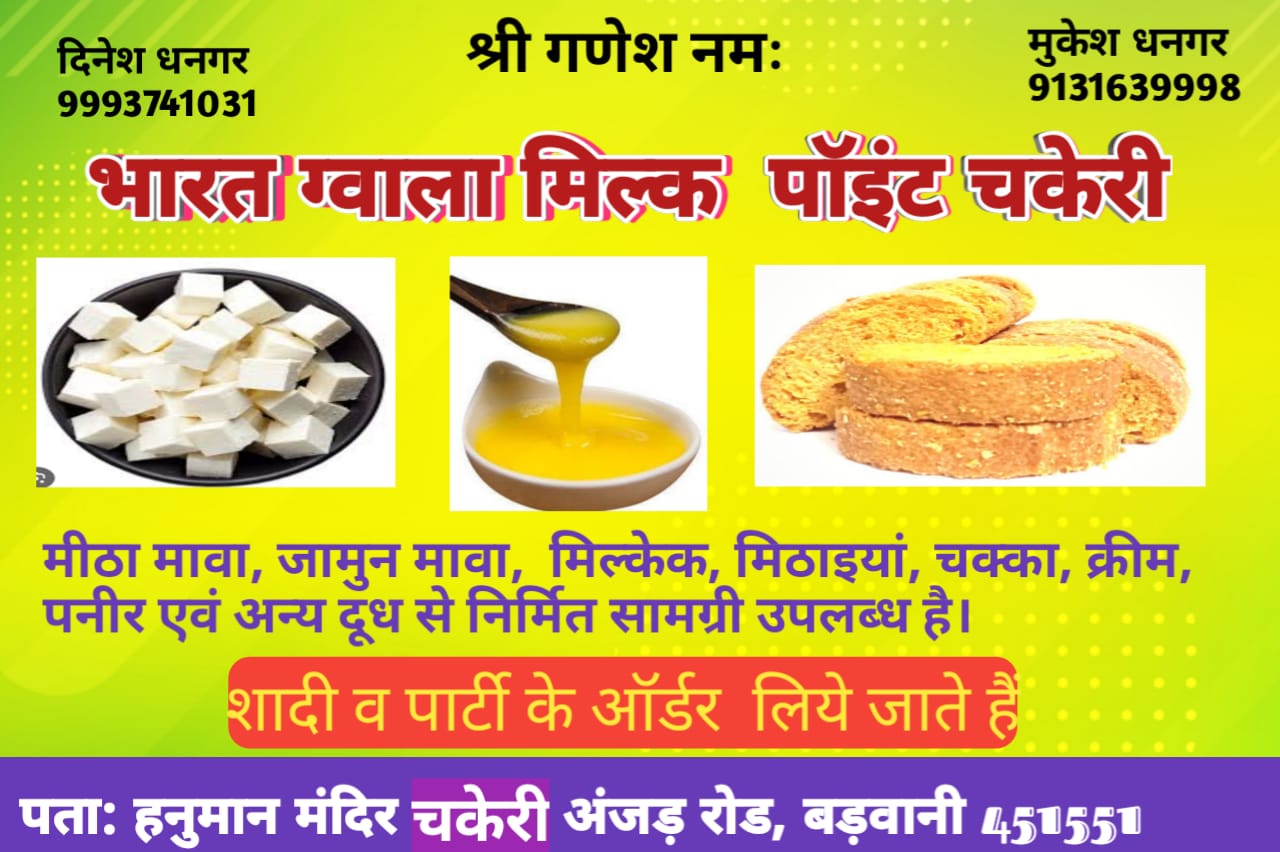 श्री गणेश नमः
दिनेश धनगर
9993741031
मुकेश धनगर
9131639998
भारत ग्वाला मिल्क पॉइंट चकेरी
मीठा मावा, जामुन मावा, मिल्केक, मिठाइयां, चक्का, क्रीम,
पनीर एवं अन्य दूध से निर्मित सामग्री उपलब्ध है।
शादी व पार्टी के ऑर्डर लिये जाते हैं
पता: हनुमान मंदिर चकेरी अंजड़ रोड, बड़वानी 451551